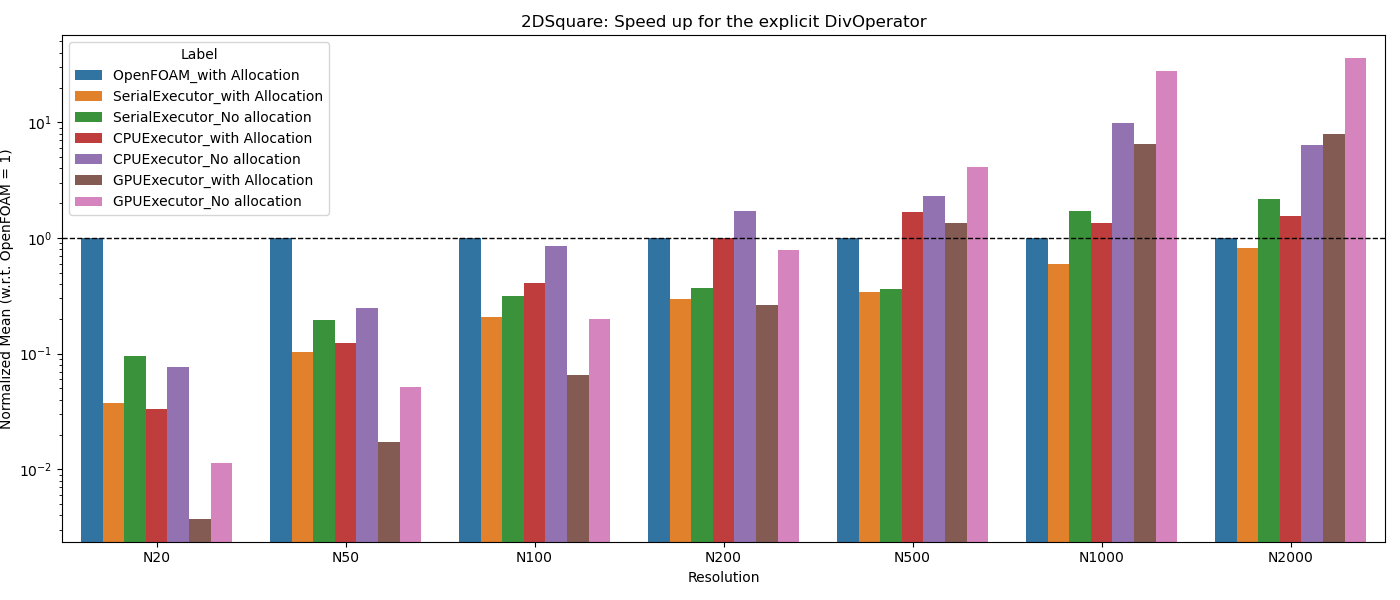 2DSquare: Speed up for the explicit DivOperator
Label
OpenFOAM_with Allocation
SerialExecutor_with Allocation
SerialExecutor_No allocation
CPUExecutor_with Allocation
CPUExecutor_No allocation
GPUExecutor_with Allocation
GPUExecutor_No allocation
Normalized Mean (w.r.t. OpenFOAM = 1)
10¹
10⁰
10⁻¹
10⁻²
N20 N50 N100 N200 N500 N1000 N2000
Resolution